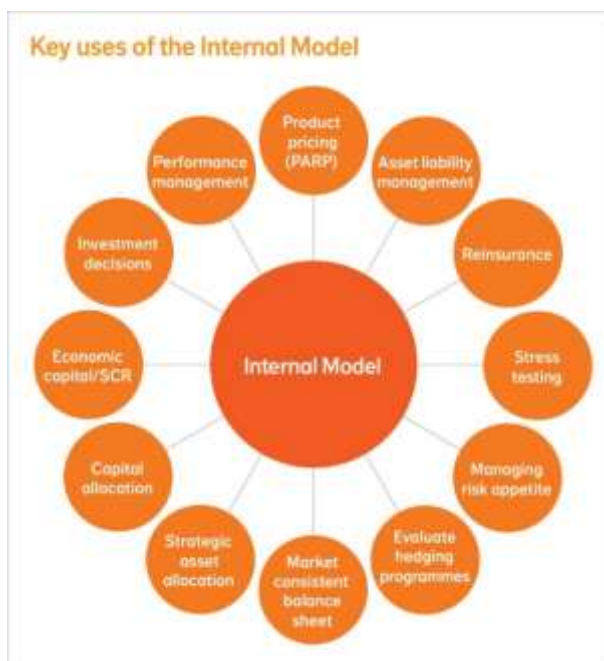 Key uses of the Internal Model
Product
pricing
(PARP)
Asset liability
management
Reinsurance
Stress
testing
Managing
risk appetite
Evaluate
hedging
programmes
Market
consistent
balance
sheet
Strategic
asset
allocation
Capital
allocation
Economic
capital/SCR
Investment
decisions
Performance
management
Internal Model